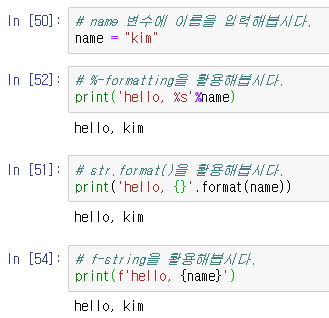 In [50]: # name 변수에 이름을 입력해봅시다.
name = "kim"
In [52]: # %-formatting을 활용해봅시다.
print('hello, %s'%name)
hello, kim
In [51]: # str.format()을 활용해봅시다.
print('hello, {}'.format(name))
hello, kim
In [54]: # f-string을 활용해봅시다.
print(f'hello, {name}')
hello, kim